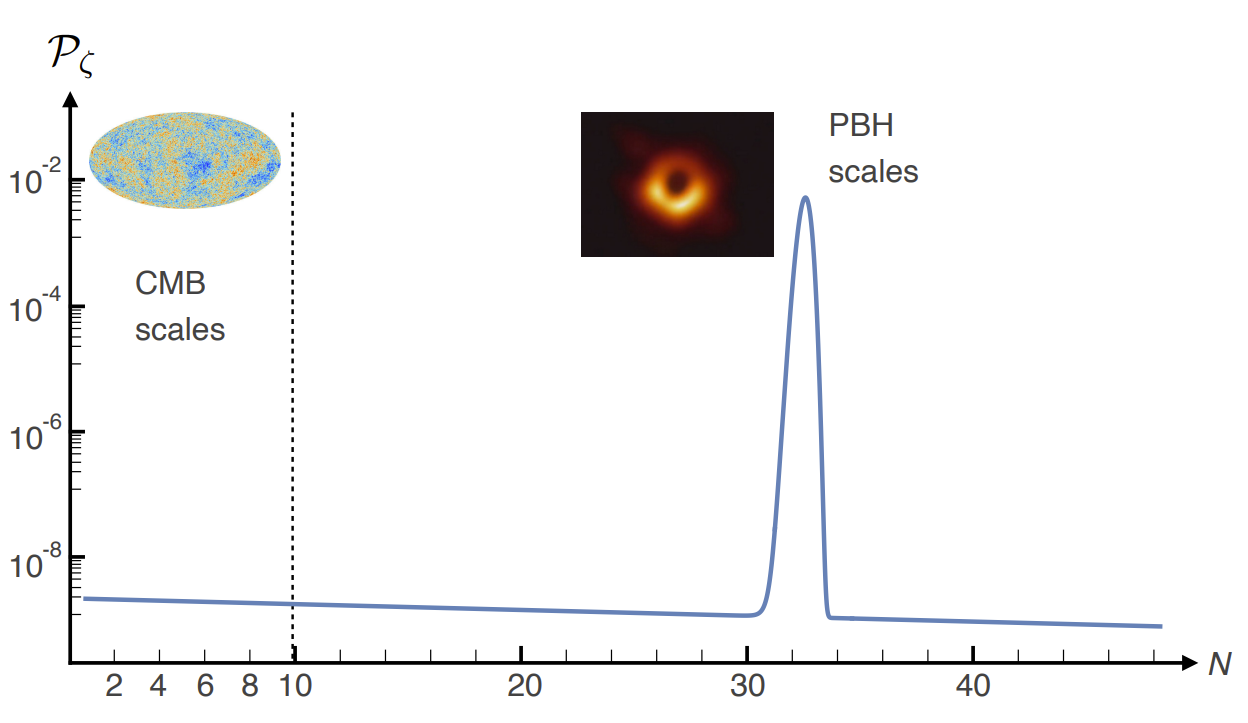 𝒫ζ
10⁻²
10⁻⁴
10⁻⁶
10⁻⁸
CMB
scales
PBH
scales
2 4 6 8 10 20 30 40 N